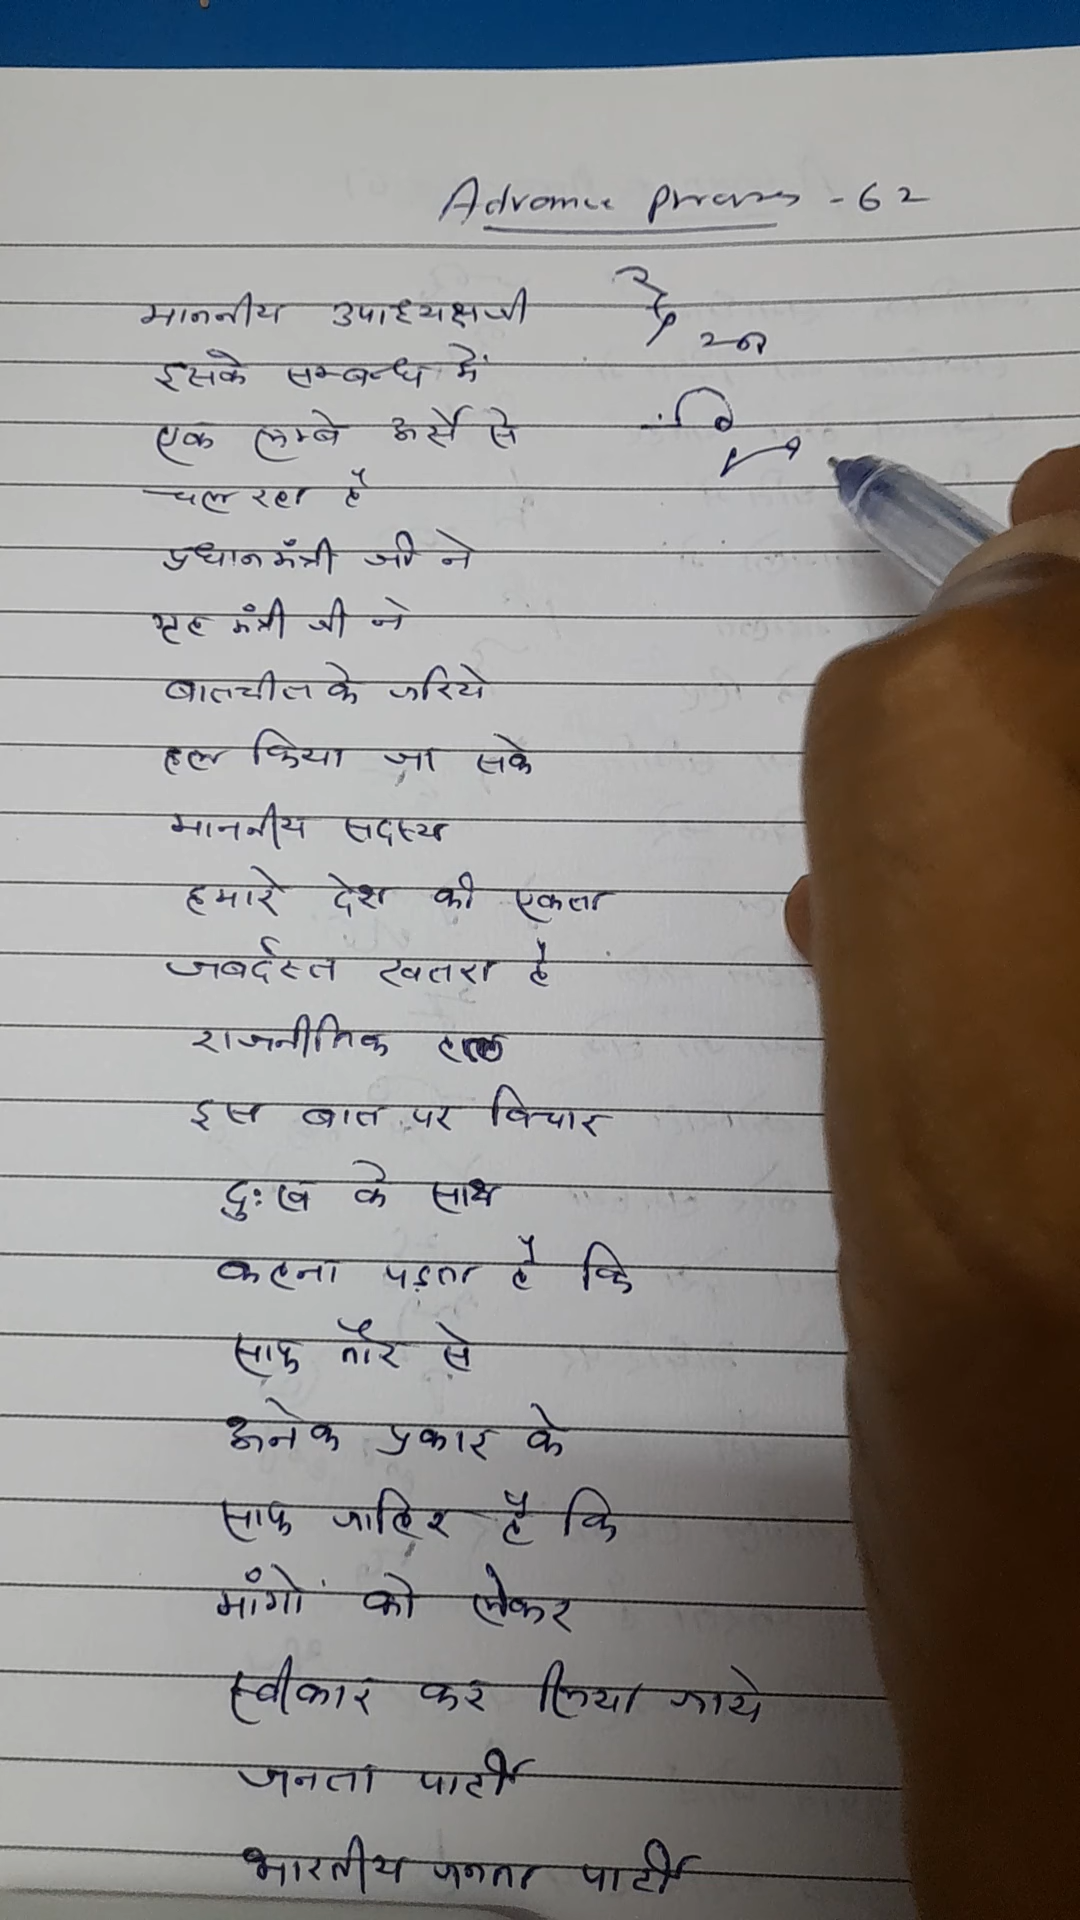 Advance phrases - 62
माननीय उपाध्यक्षजी
इसके सम्बन्ध में
एक लम्बे अर्से से
चल रहा है
प्रधानमंत्री जी ने
गृह मंत्री जी ने
बातचीत के जरिये
हल किया जा सके
माननीय सदस्य
हमारे देश की एकता
जबर्दस्त खतरा है
राजनीतिक
इस बात पर विचार
दुःख के साथ
कहना पड़ता है कि
साफ तौर से
अनेक प्रकार के
साफ जाहिर है कि
मांगों को लेकर
स्वीकार कर लिया जाये
जनता पार्टी
भारतीय जनता पार्टी